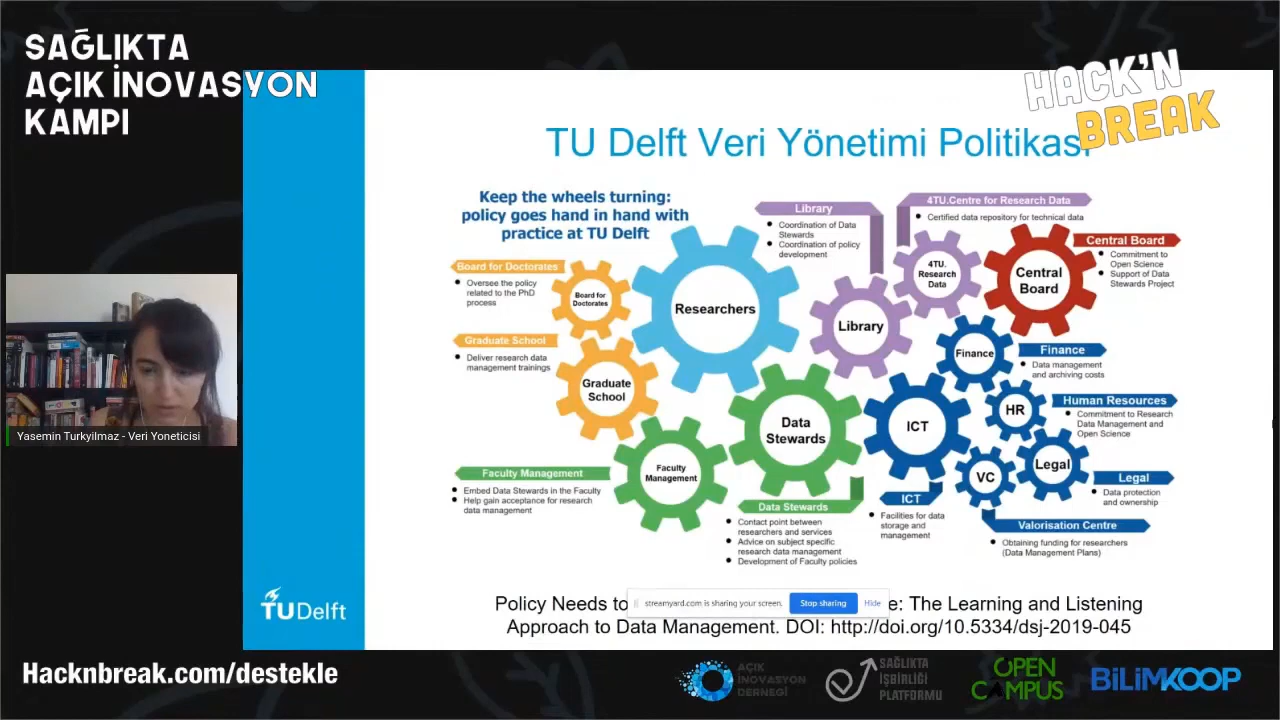 SAĞLIKTA
AÇIK İNOVASYON
KAMPI
HACK'N
BREAK
TU Delft Veri Yönetimi Politikas
Keep the wheels turning:
policy goes hand in hand with
practice at TU Delft
Library
Coordination of Data
Stewards
Coordination of policy
development
4TU.Centre for Research Data
Certified data repository for technical data
Central Board
Commitment to
Open Science
Support of Data
Stewards Project
Board for Doctorates
Oversee the policy
related to the PhD
process
Board for
Doctorates
Researchers
Library
4TU.
Research
Data
Central
Board
Graduate School
Deliver research data
management trainings
Graduate
School
Finance
Finance
Data management
and archiving costs
HR
Human Resources
Commitment to Research
Data Management and
Open Science
Data
Stewards
ICT
Faculty
Management
VC
Legal
Legal
Data protection
and ownership
Faculty Management
Embed Data Stewards in the Faculty
Help gain acceptance for research
data management
Data Stewards
Contact point between
researchers and services
Advice on subject specific
research data management
Development of Faculty policies
ICT
Facilities for data
storage and
management
Valorisation Centre
Obtaining funding for researchers
(Data Management Plans)
Yasemin Turkyilmaz - Veri Yoneticisi
TUDelft
Policy Needs to
streamyard.com is sharing your screen.
Stop sharing
Hide
e: The Learning and Listening
Approach to Data Management. DOI: http://doi.org/10.5334/dsj-2019-045
Hacknbreak.com/destekle
AÇIK
İNOVASYON
DERNEĞİ
SAĞLIKTA
İŞBİRLİĞİ
PLATFORMU
OPEN
CAMPUS
BİLİMKOOP